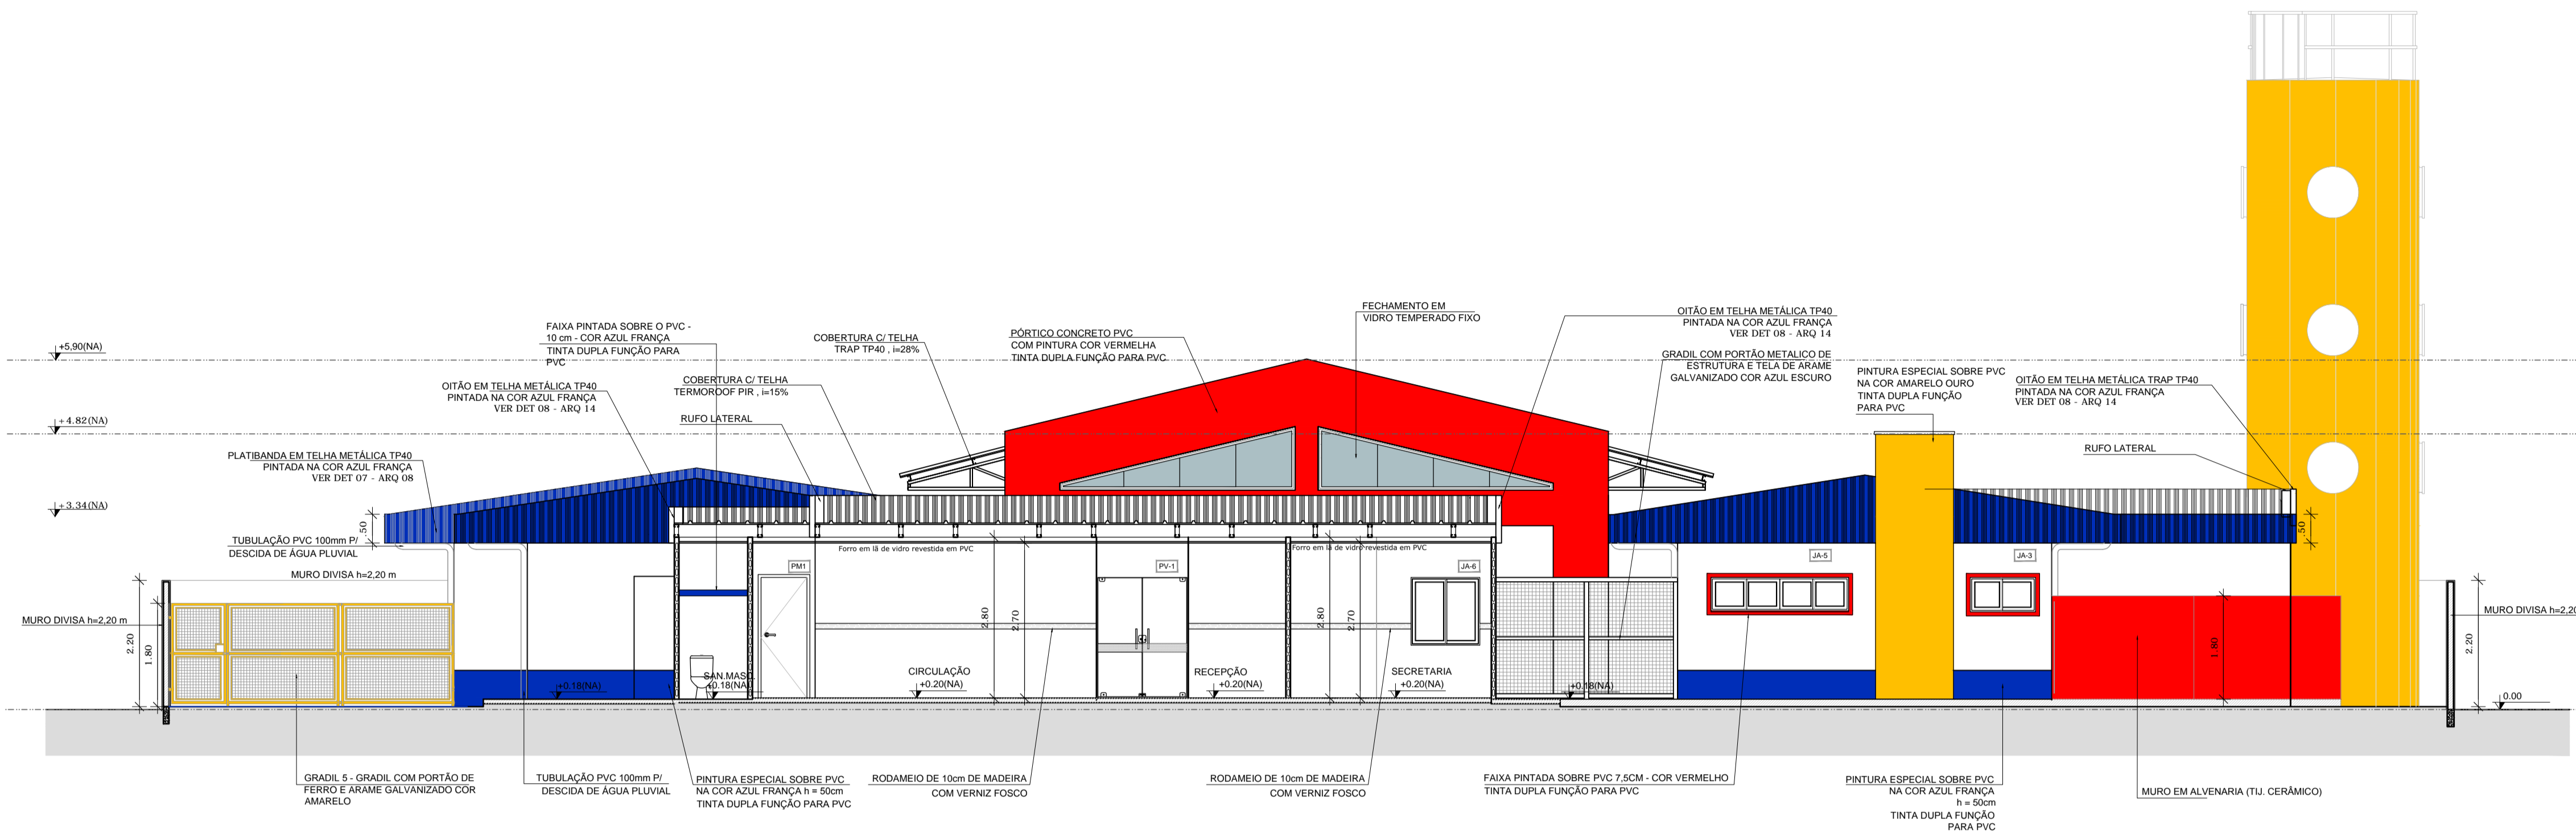 +5,90(NA)
+4.82(NA)
+3.34(NA)
FAIXA PINTADA SOBRE O PVC -
10 cm - COR AZUL FRANÇA
TINTA DUPLA FUNÇÃO PARA
PVC
COBERTURA C/ TELHA
TRAP TP40 , i=28%
PÓRTICO CONCRETO PVC
COM PINTURA COR VERMELHA
TINTA DUPLA FUNÇÃO PARA PVC
FECHAMENTO EM
VIDRO TEMPERADO FIXO
OITÃO EM TELHA METÁLICA TP40
PINTADA NA COR AZUL FRANÇA
VER DET 08 - ARQ 14
GRADIL COM PORTÃO METALICO DE
ESTRUTURA E TELA DE ARAME
GALVANIZADO COR AZUL ESCURO
PINTURA ESPECIAL SOBRE PVC
NA COR AMARELO OURO
TINTA DUPLA FUNÇÃO
PARA PVC
OITÃO EM TELHA METÁLICA TRAP TP40
PINTADA NA COR AZUL FRANÇA
VER DET 08 - ARQ 14
RUFO LATERAL
OITÃO EM TELHA METÁLICA TP40
PINTADA NA COR AZUL FRANÇA
VER DET 08 - ARQ 14
COBERTURA C/ TELHA
TERMOROOF PIR , i=15%
RUFO LATERAL
PLATIBANDA EM TELHA METÁLICA TP40
PINTADA NA COR AZUL FRANÇA
VER DET 07 - ARQ 08
.50
TUBULAÇÃO PVC 100mm P/
DESCIDA DE ÁGUA PLUVIAL
MURO DIVISA h=2,20 m
MURO DIVISA h=2,20 m
2.20
1.80
Forro em lã de vidro revestida em PVC
Forro em lã de vidro revestida em PVC
PM1
PV-1
JA-6
JA-5
JA-3
.50
2.80
2.70
2.80
2.70
1.80
2.20
MURO DIVISA h=2,20
+0.18(NA)
SAN.MASC.
+0.18(NA)
CIRCULAÇÃO
+0.20(NA)
RECEPÇÃO
+0.20(NA)
SECRETARIA
+0.20(NA)
+0.18(NA)
0.00
GRADIL 5 - GRADIL COM PORTÃO DE
FERRO E ARAME GALVANIZADO COR
AMARELO
TUBULAÇÃO PVC 100mm P/
DESCIDA DE ÁGUA PLUVIAL
PINTURA ESPECIAL SOBRE PVC
NA COR AZUL FRANÇA h = 50cm
TINTA DUPLA FUNÇÃO PARA PVC
RODAMEIO DE 10cm DE MADEIRA
COM VERNIZ FOSCO
RODAMEIO DE 10cm DE MADEIRA
COM VERNIZ FOSCO
FAIXA PINTADA SOBRE PVC 7,5CM - COR VERMELHO
TINTA DUPLA FUNÇÃO PARA PVC
PINTURA ESPECIAL SOBRE PVC
NA COR AZUL FRANÇA
h = 50cm
TINTA DUPLA FUNÇÃO
PARA PVC
MURO EM ALVENARIA (TIJ. CERÂMICO)